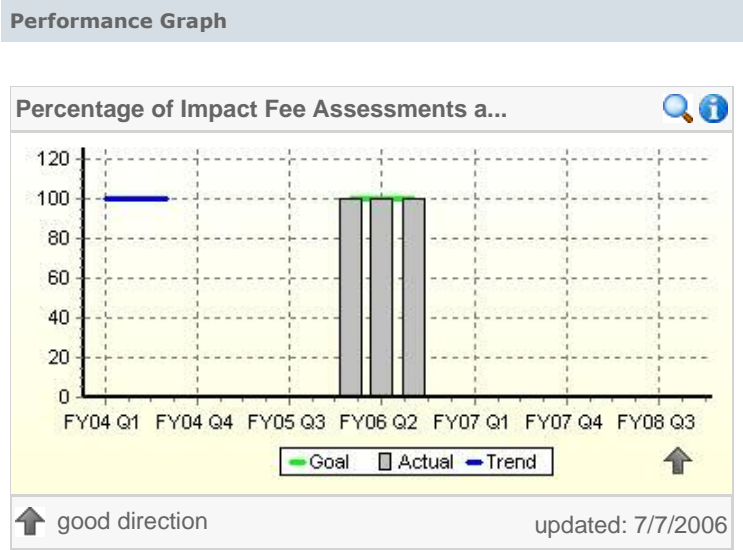 Performance Graph
Percentage of Impact Fee Assessments a...
120
100
80
60
40
20
0
FY04 Q1 FY04 Q4 FY05 Q3 FY06 Q2 FY07 Q1 FY07 Q4 FY08 Q3
Goal Actual Trend
good direction updated: 7/7/2006